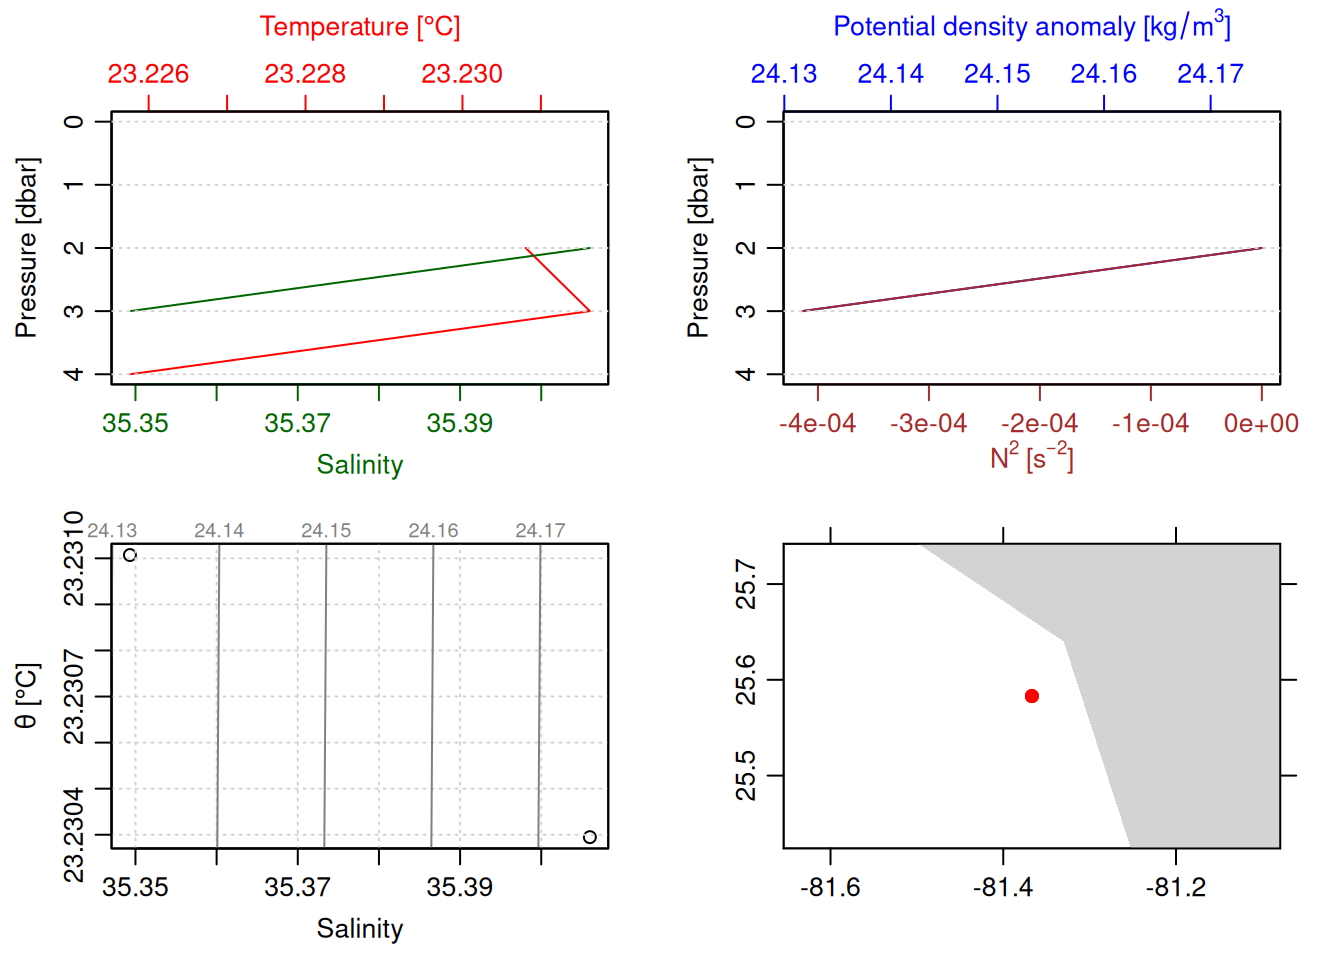 Temperature [°C]
23.226 23.228 23.230
Pressure [dbar]
0 1 2 3 4
35.35 35.37 35.39
Salinity
Potential density anomaly [kg/m³]
24.13 24.14 24.15 24.16 24.17
Pressure [dbar]
0 1 2 3 4
-4e-04 -3e-04 -2e-04 -1e-04 0e+00
N² [s⁻²]
24.13 24.14 24.15 24.16 24.17
θ [°C]
23.2310 23.2307 23.2304
35.35 35.37 35.39
Salinity
25.7 25.6 25.5
-81.6 -81.4 -81.2